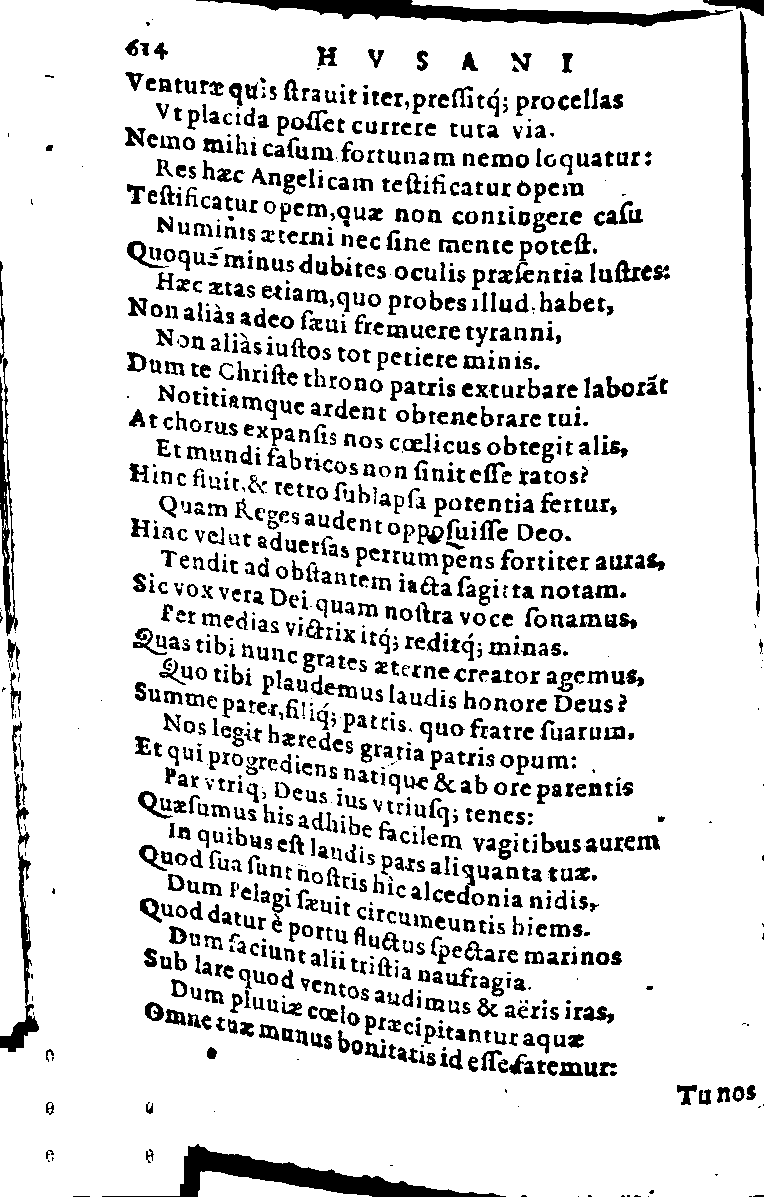 614 HVSANI
Venturæ quis ſtrauit iter, preſſitq́; procellas
Vt placida poſſet currere tuta via.
Nemo mihi caſum fortunam nemo loquatur:
Res hæc Angelicam teſtificatur opem
Teſtificatur opem, quæ non contingere caſu
Numinis æterni nec ſine mente poteſt.
Quoque minus dubites oculis præſentia luſtres:
Hæc ætas etiam, quo probes illud, habet,
Non aliàs adeo ſæui fremuere tyranni,
Non aliàs iuſtos tot petiere minis.
Dum te Chriſte throno patris exturbare laborãt
Notitiamque ardent obtenebrare tui.
At chorus expanſis nos cœlicus obtegit alis,
Et mundi fabricos non ſinit eſſe ratos?
Hinc fluit, & retro ſublapſa potentia fertur,
Quam Reges audent oppoſuiſſe Deo.
Hinc velut aduerſas perrumpens fortiter auras,
Tendit ad obſtantem iacta ſagitta notam.
Sic vox vera Dei quam noſtra voce ſonamus,
Per medias victrix itq́; reditq́; minas.
Quas tibi nunc grates æterne creator agemus,
Quo tibi plaudemus laudis honore Deus?
Summe pater, filiq́; patris. quo fratre ſuarum,
Nos legit hæredes gratia patris opum:
Et qui progrediens natique & ab ore parentis
Par vtriq; Deus ius vtriuſq; tenes:
Quæſumus his adhibe facilem vagitibus aurem
In quibus eſt laudis pars aliquanta tuæ.
Quod ſua ſunt noſtris hìc alcedonia nidis,
Dum Pelagi ſæuit circumeuntis hiems.
Quod datur è portu fluctus ſpectare marinos
Dum faciunt alii triſtia naufragia.
Sub lare quod ventos audimus & aëris iras,
Dum pluuiæ cœlo præcipitantur aquæ
Omne tuæ munus bonitatis id eſſe fatemur:
Tu nos